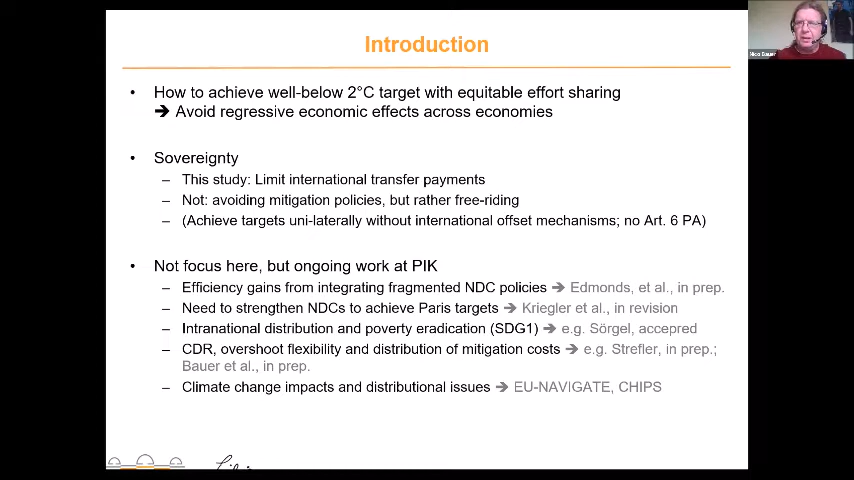 Introduction
• How to achieve well-below 2°C target with equitable effort sharing
➔ Avoid regressive economic effects across economies
• Sovereignty
– This study: Limit international transfer payments
– Not: avoiding mitigation policies, but rather free-riding
– (Achieve targets uni-laterally without international offset mechanisms; no Art. 6 PA)
• Not focus here, but ongoing work at PIK
– Efficiency gains from integrating fragmented NDC policies ➔ Edmonds, et al., in prep.
– Need to strengthen NDCs to achieve Paris targets ➔ Kriegler et al., in revision
– Intranational distribution and poverty eradication (SDG1) ➔ e.g. Sörgel, accepred
– CDR, overshoot flexibility and distribution of mitigation costs ➔ e.g. Strefler, in prep.;
Bauer et al., in prep.
– Climate change impacts and distributional issues ➔ EU-NAVIGATE, CHIPS
Nico Bauer